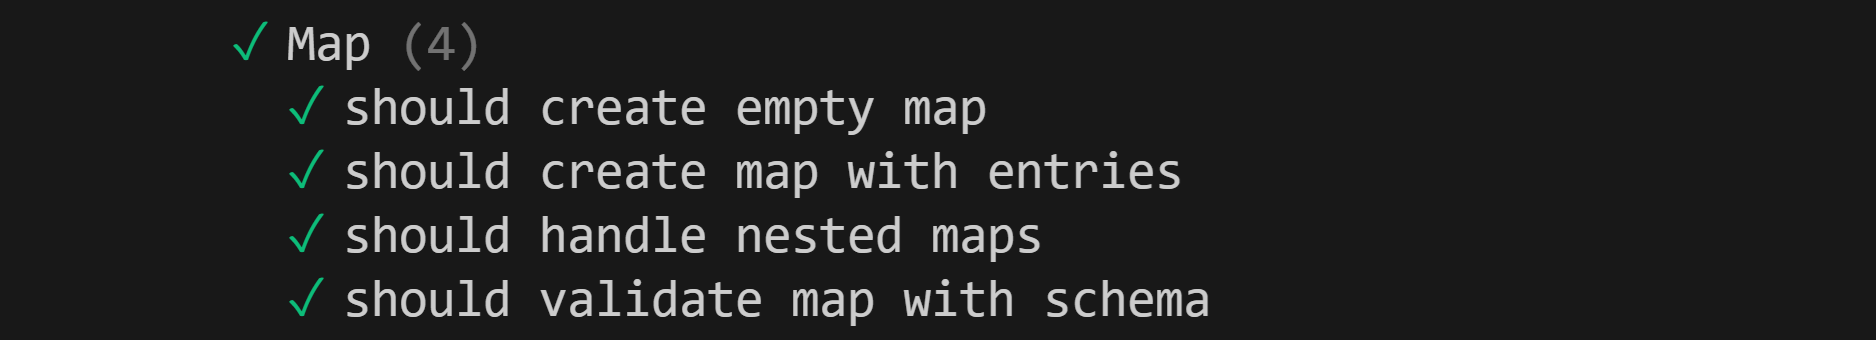 ✓ Map (4)
✓ should create empty map
✓ should create map with entries
✓ should handle nested maps
✓ should validate map with schema